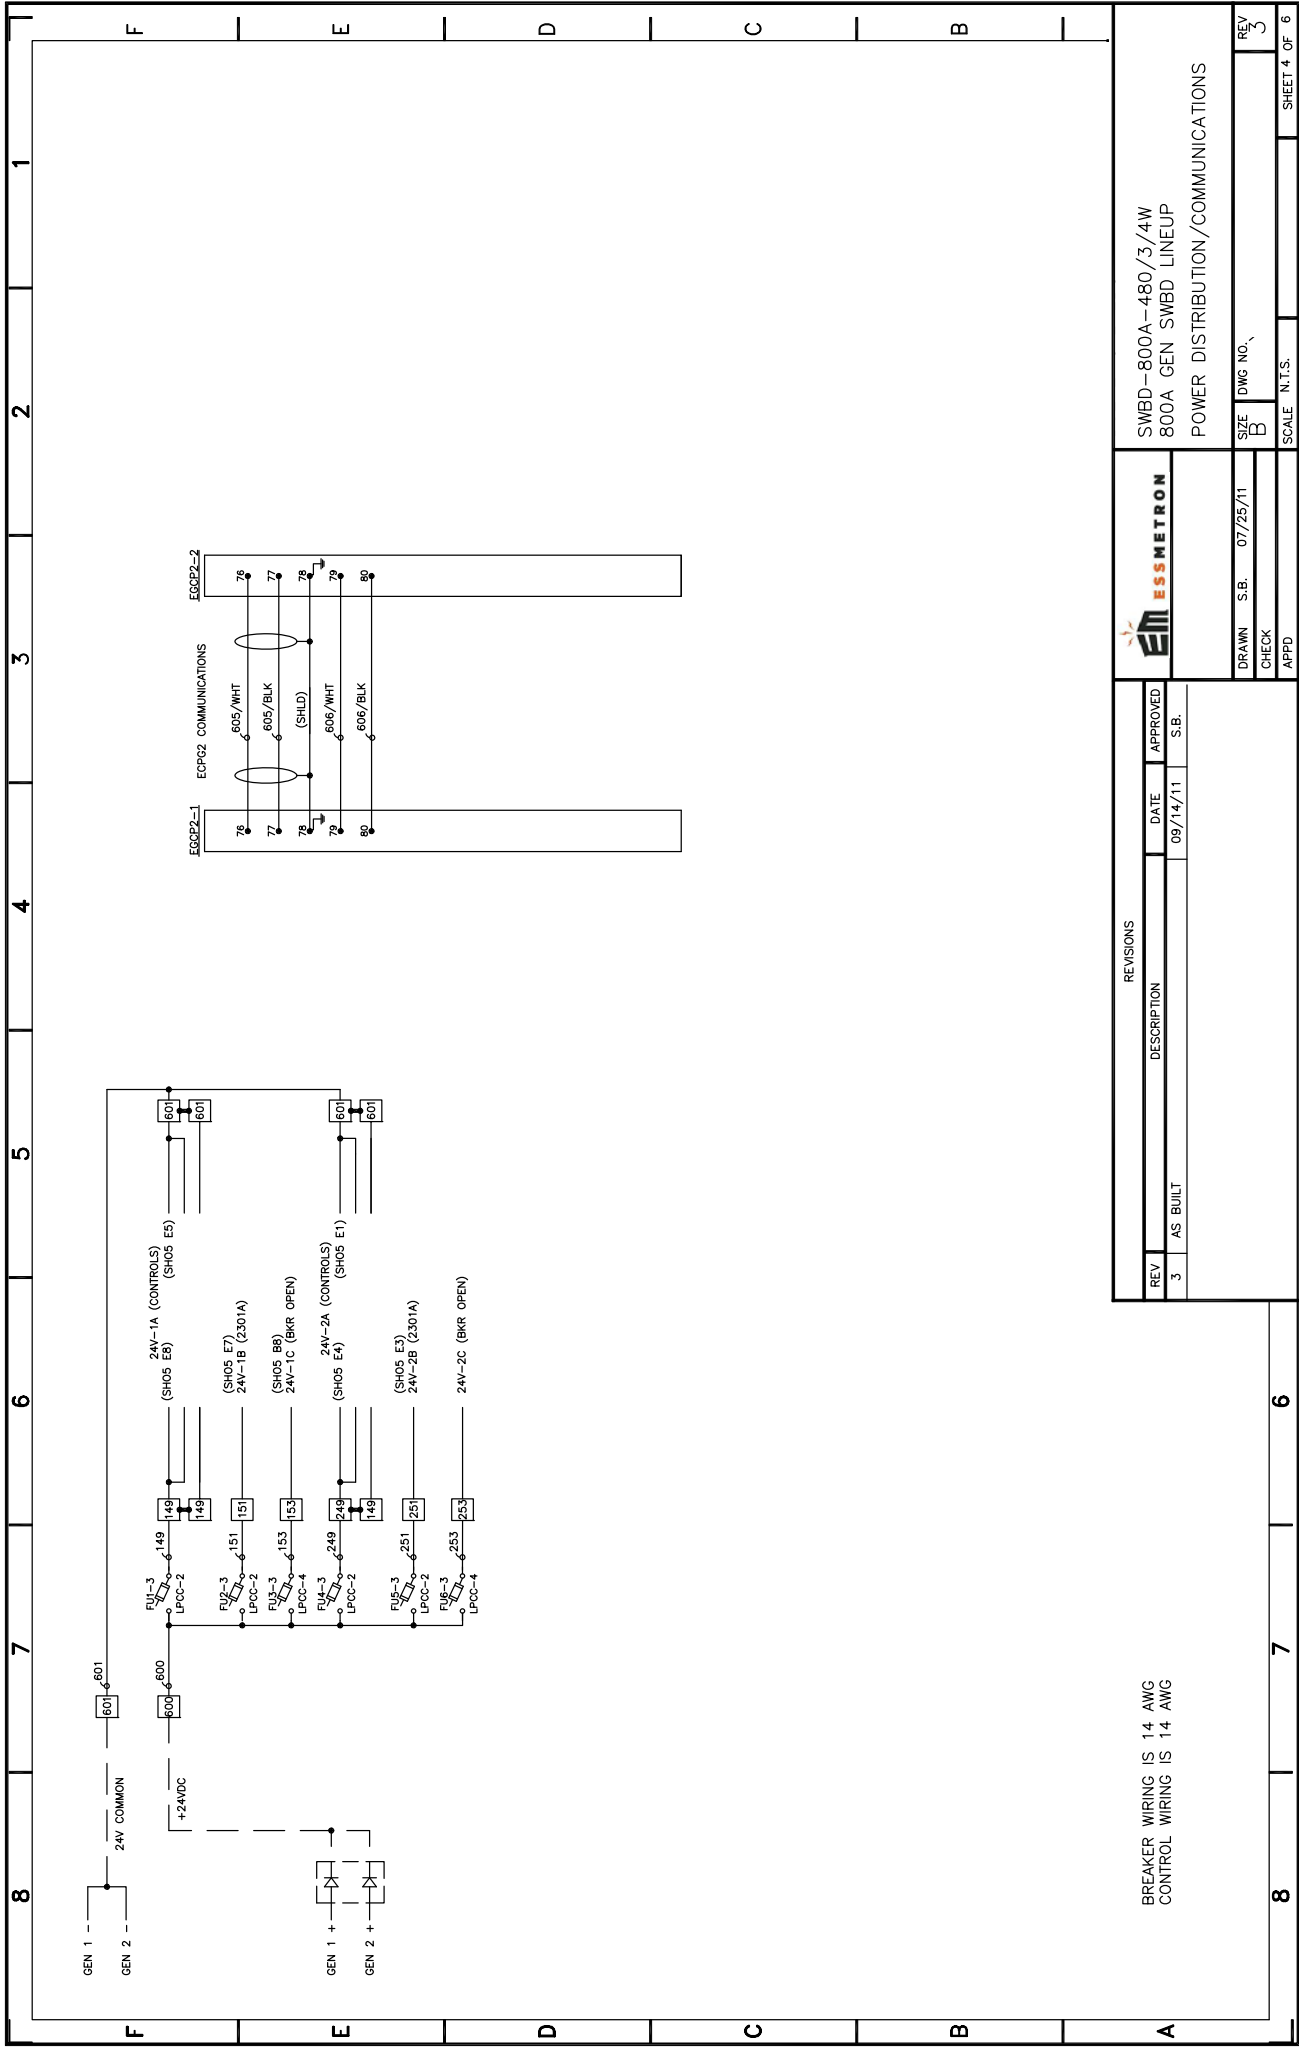 8
7
6
5
4
3
2
1
F
E
D
C
B
A
F
E
D
C
B
8
7
6
GEN 1 -
GEN 2 -
24V COMMON
601
601
+24VDC
600
600
GEN 1 +
GEN 2 +
FU1-3
LPCC-2
149
149
149
24V-1A (CONTROLS)
(SH05 E8)
(SH05 E5)
601
601
FU2-3
LPCC-2
151
151
(SH05 E7)
24V-1B (2301A)
FU3-3
LPCC-4
153
153
(SH05 B8)
24V-1C (BKR OPEN)
FU4-3
LPCC-2
249
249
149
24V-2A (CONTROLS)
(SH05 E4)
(SH05 E1)
601
601
FU5-3
LPCC-2
251
251
(SH05 E3)
24V-2B (2301A)
FU6-3
LPCC-4
253
253
24V-2C (BKR OPEN)
EGCP2-1
ECPG2 COMMUNICATIONS
EGCP2-2
76
605/WHT
76
77
605/BLK
77
78
(SHLD)
78
79
606/WHT
79
80
606/BLK
80
BREAKER WIRING IS 14 AWG
CONTROL WIRING IS 14 AWG
REVISIONS
REV
DESCRIPTION
DATE
APPROVED
3
AS BUILT
09/14/11
S.B.
EM ESSMETRON
DRAWN S.B. 07/25/11
CHECK
APPD
SWBD-800A-480/3/4W
800A GEN SWBD LINEUP
POWER DISTRIBUTION/COMMUNICATIONS
SIZE
B
DWG NO.
REV
3
SCALE N.T.S.
SHEET 4 OF 6